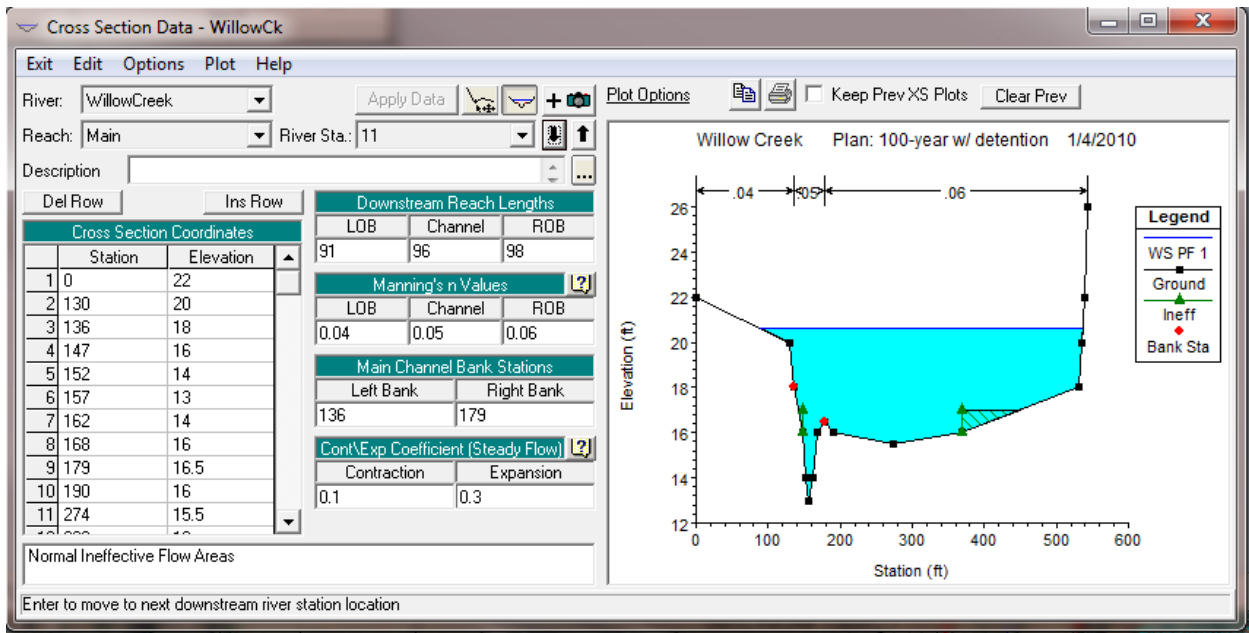 Cross Section Data - WillowCk
Exit Edit Options Plot Help
River: WillowCreek Apply Data
Reach: Main River Sta.: 11
Description ...
Del Row Ins Row
Cross Section Coordinates
Station Elevation
1 0 22
2 130 20
3 136 18
4 147 16
5 152 14
6 157 13
7 162 14
8 168 16
9 179 16.5
10 190 16
11 274 15.5
Downstream Reach Lengths
LOB Channel ROB
91 96 98
Manning's n Values
LOB Channel ROB
0.04 0.05 0.06
Main Channel Bank Stations
Left Bank Right Bank
136 179
Cont\Exp Coefficient (Steady Flow)
Contraction Expansion
0.1 0.3
Normal Ineffective Flow Areas
Enter to move to next downstream river station location
Plot Options Keep Prev XS Plots Clear Prev
Willow Creek Plan: 100-year w/ detention 1/4/2010
.04 .05 .06
26
24
22
20
18
16
14
12
Elevation (ft)
0 100 200 300 400 500 600
Station (ft)
Legend
WS PF 1
Ground
Ineff
Bank Sta